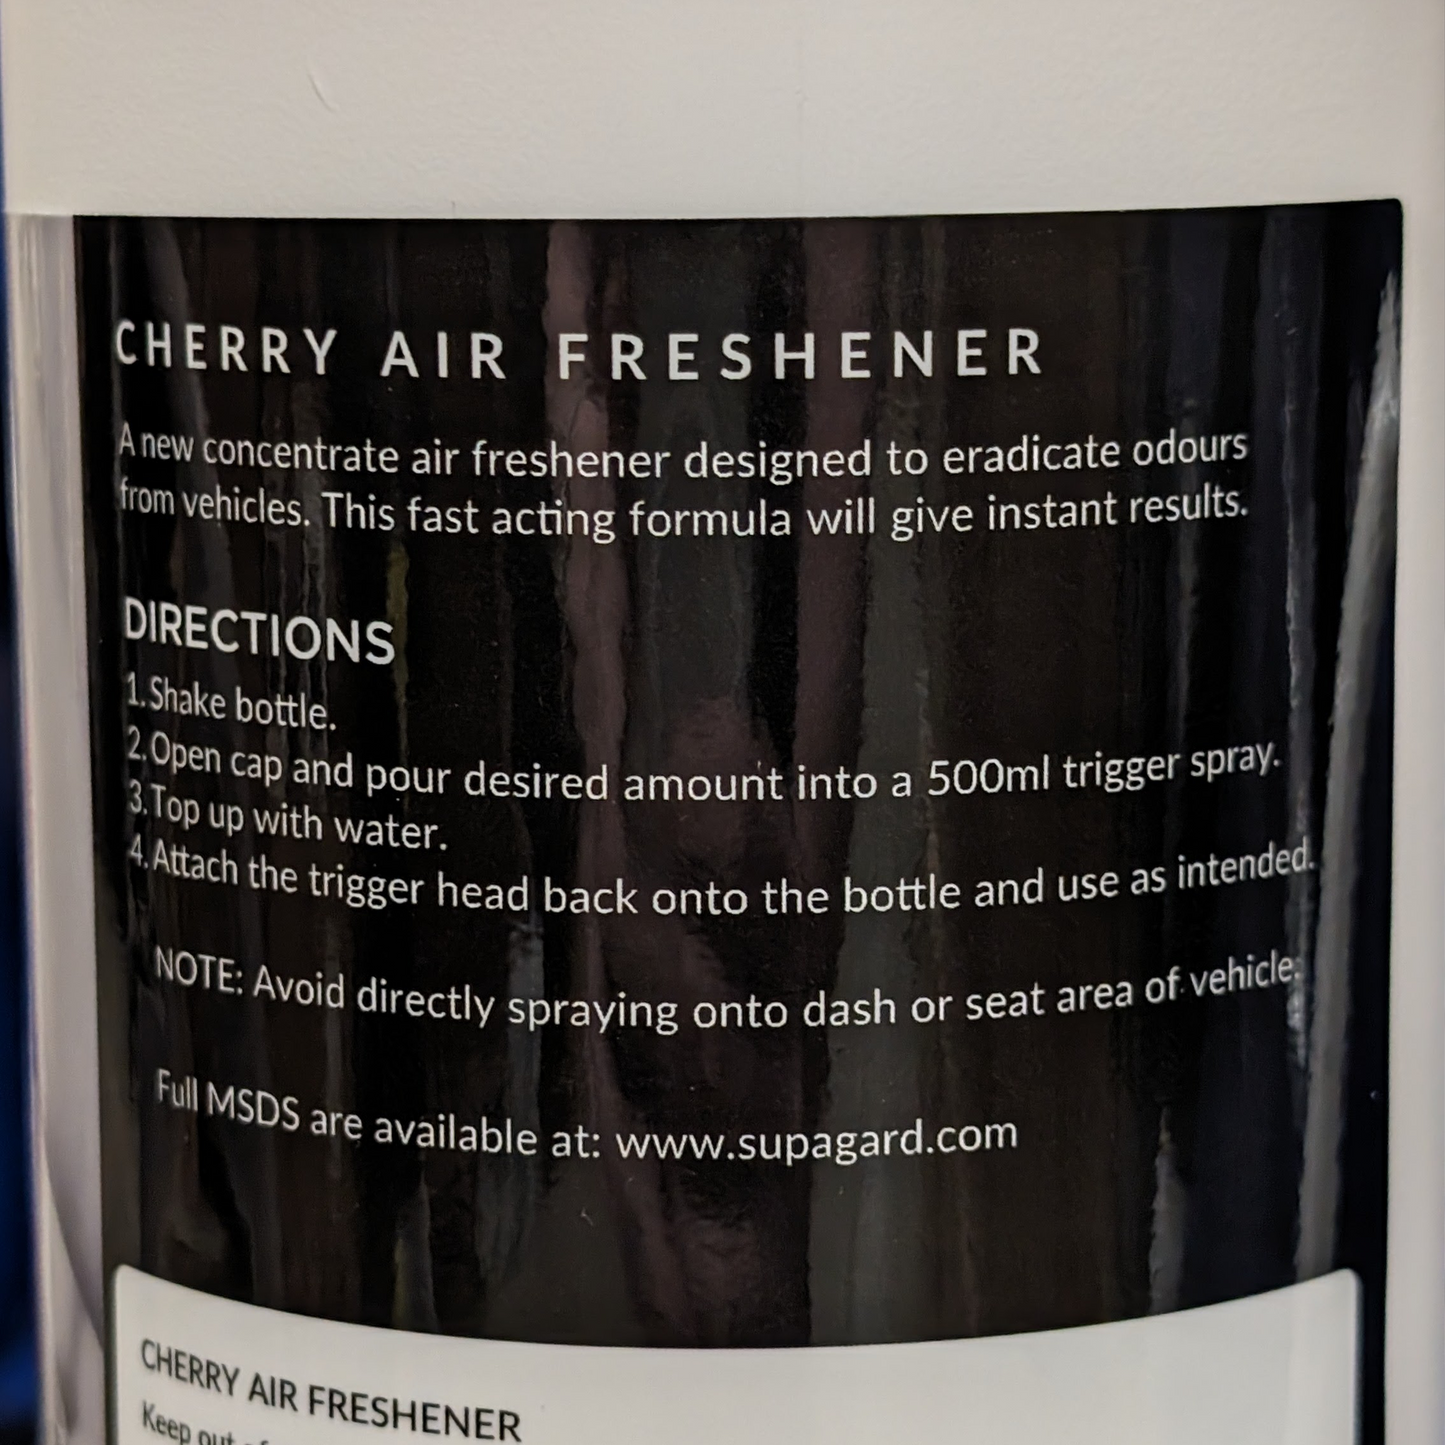 CHERRY AIR FRESHENER
A new concentrate air freshener designed to eradicate odours
from vehicles. This fast acting formula will give instant results.
DIRECTIONS
1. Shake bottle.
2. Open cap and pour desired amount into a 500ml trigger spray.
3. Top up with water.
4. Attach the trigger head back onto the bottle and use as intended.
NOTE: Avoid directly spraying onto dash or seat area of vehicle.
Full MSDS are available at: www.supagard.com
CHERRY AIR FRESHENER
Keep out